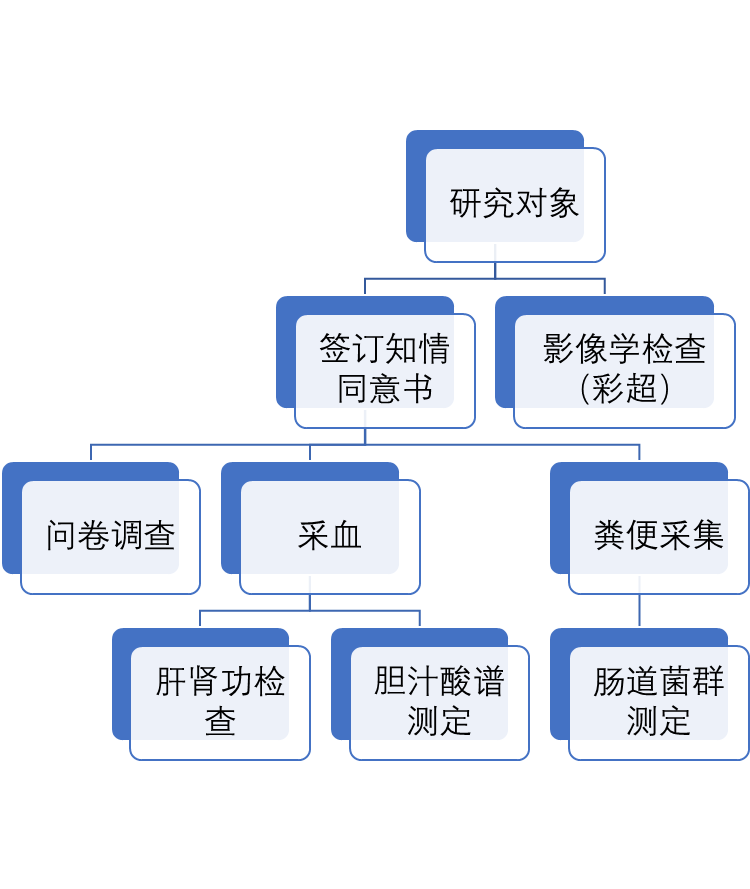 研究对象
签订知情
同意书
影像学检查
（彩超）
问卷调查
采血
粪便采集
肝肾功检
查
胆汁酸谱
测定
肠道菌群
测定